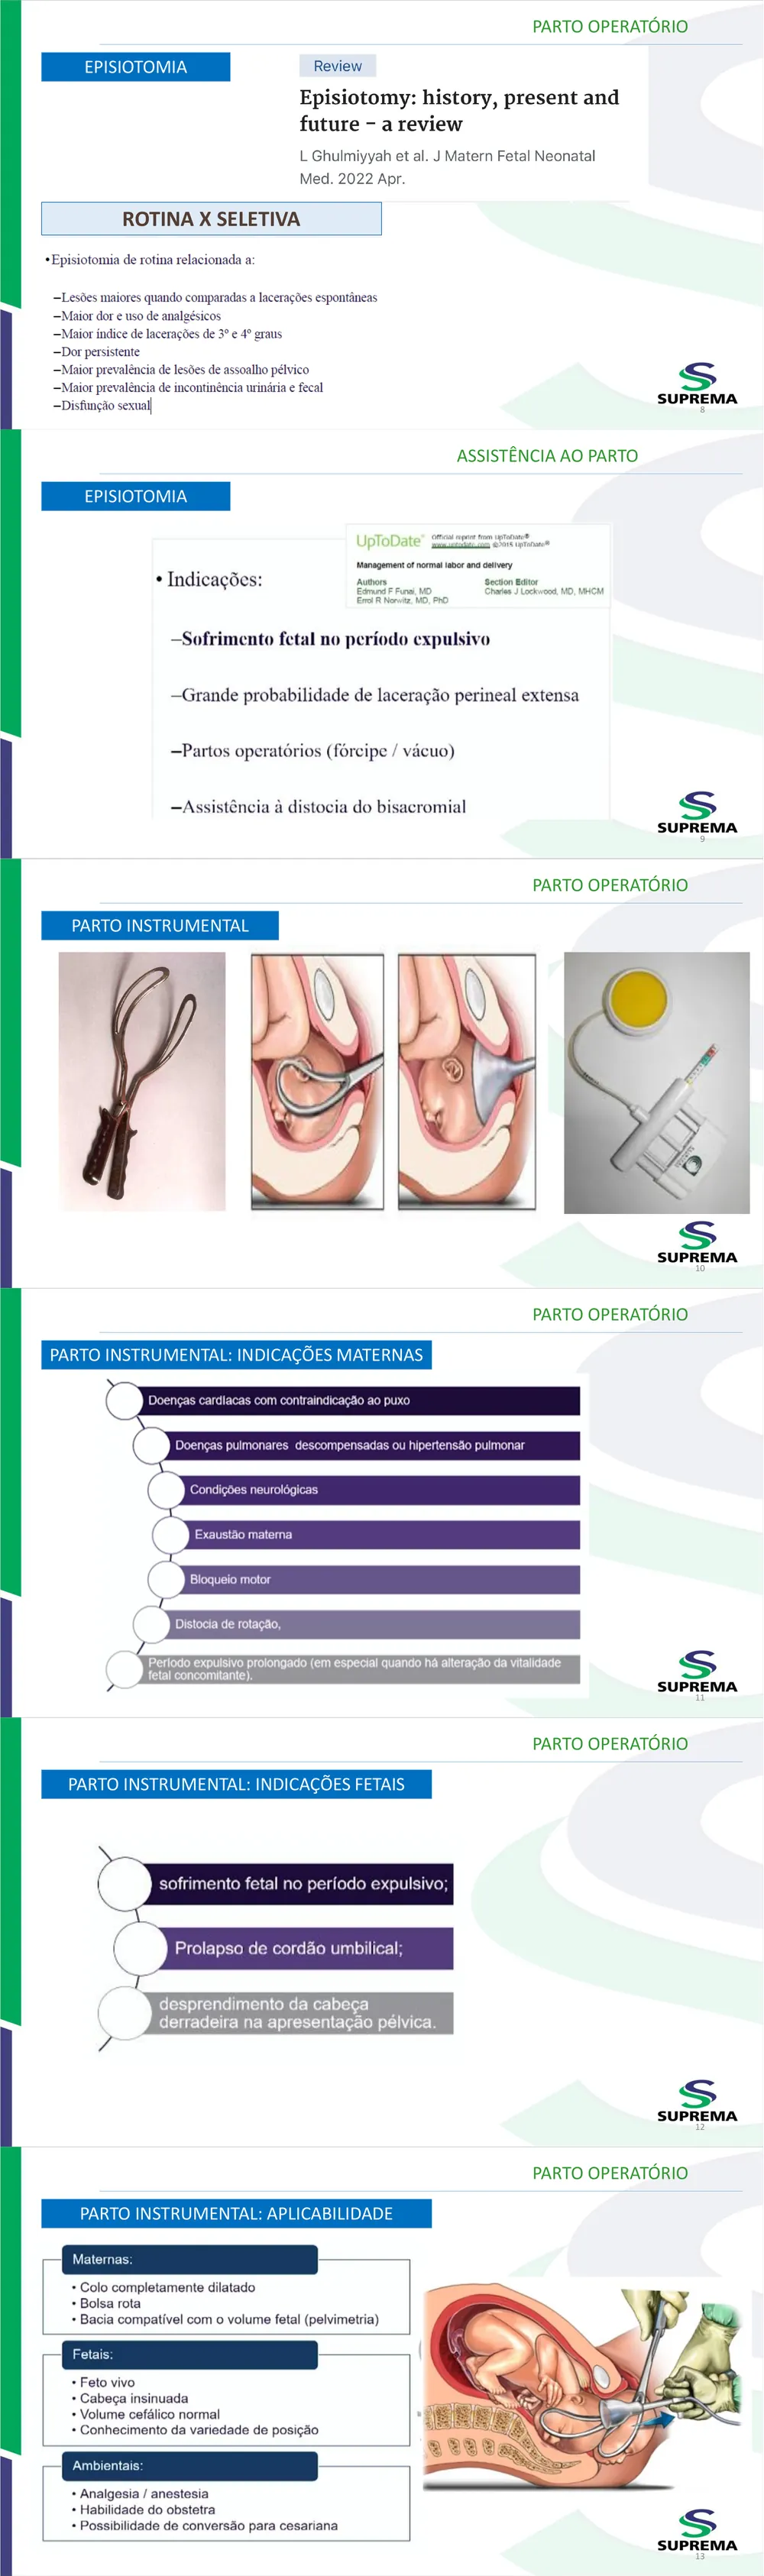 PARTO OPERATÓRIO
EPISIOTOMIA
Review
Episiotomy: history, present and
future – a review
L Ghulmiyyah et al. J Matern Fetal Neonatal
Med. 2022 Apr.
ROTINA X SELETIVA
•Episiotomia de rotina relacionada a:
–Lesões maiores quando comparadas a lacerações espontâneas
–Maior dor e uso de analgésicos
–Maior índice de lacerações de 3º e 4º graus
–Dor persistente
–Maior prevalência de lesões de assoalho pélvico
–Maior prevalência de incontinência urinária e fecal
–Disfunção sexual
SUPREMA
8
ASSISTÊNCIA AO PARTO
EPISIOTOMIA
UpToDate® Official reprint from UpToDate®
www.uptodate.com ©2015 UpToDate®
Management of normal labor and delivery
Authors
Edmund F Funai, MD
Errol R Norwitz, MD, PhD
Section Editor
Charles J Lockwood, MD, MHCM
• Indicações:
–Sofrimento fetal no período expulsivo
–Grande probabilidade de laceração perineal extensa
–Partos operatórios (fórcipe / vácuo)
–Assistência à distocia do bisacromial
SUPREMA
9
PARTO OPERATÓRIO
PARTO INSTRUMENTAL
SUPREMA
10
PARTO OPERATÓRIO
PARTO INSTRUMENTAL: INDICAÇÕES MATERNAS
Doenças cardíacas com contraindicação ao puxo
Doenças pulmonares descompensadas ou hipertensão pulmonar
Condições neurológicas
Exaustão materna
Bloqueio motor
Distocia de rotação,
Período expulsivo prolongado (em especial quando há alteração da vitalidade
fetal concomitante).
SUPREMA
11
PARTO OPERATÓRIO
PARTO INSTRUMENTAL: INDICAÇÕES FETAIS
sofrimento fetal no período expulsivo;
Prolapso de cordão umbilical;
desprendimento da cabeça
derradeira na apresentação pélvica.
SUPREMA
12
PARTO OPERATÓRIO
PARTO INSTRUMENTAL: APLICABILIDADE
Maternas:
• Colo completamente dilatado
• Bolsa rota
• Bacia compatível com o volume fetal (pelvimetria)
Fetais:
• Feto vivo
• Cabeça insinuada
• Volume cefálico normal
• Conhecimento da variedade de posição
Ambientais:
• Analgesia / anestesia
• Habilidade do obstetra
• Possibilidade de conversão para cesariana
SUPREMA
13